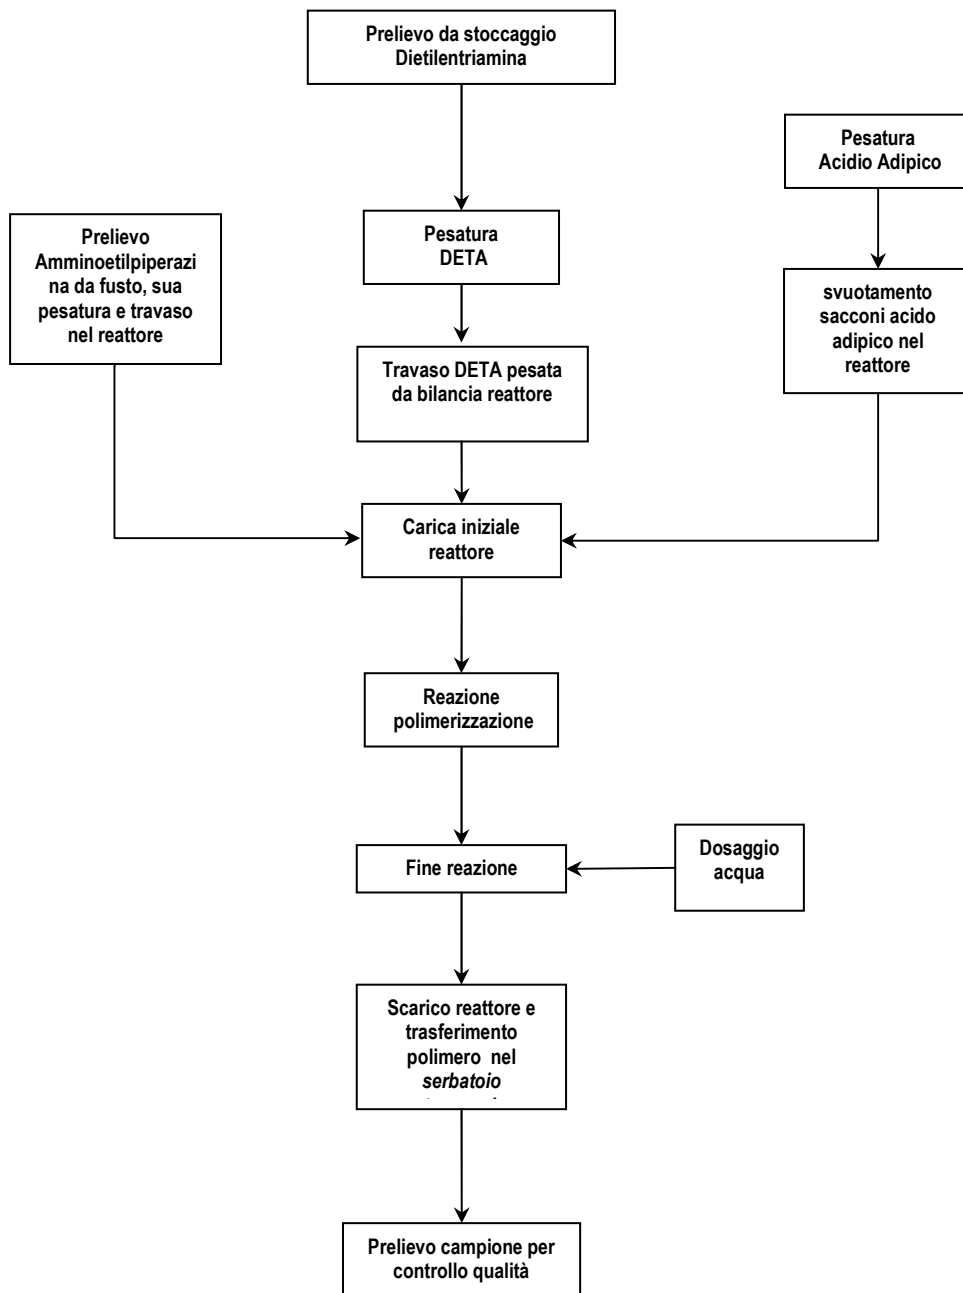 Prelievo da stoccaggio
Dietilentriamina
Pesatura
Acidio Adipico
Prelievo
Amminoetilpiperazi
na da fusto, sua
pesatura e travaso
nel reattore
Pesatura
DETA
svuotamento
sacconi acido
adipico nel
reattore
Travaso DETA pesata
da bilancia reattore
Carica iniziale
reattore
Reazione
polimerizzazione
Fine reazione
Dosaggio
acqua
Scarico reattore e
trasferimento
polimero nel
serbatoio
Prelievo campione per
controllo qualità